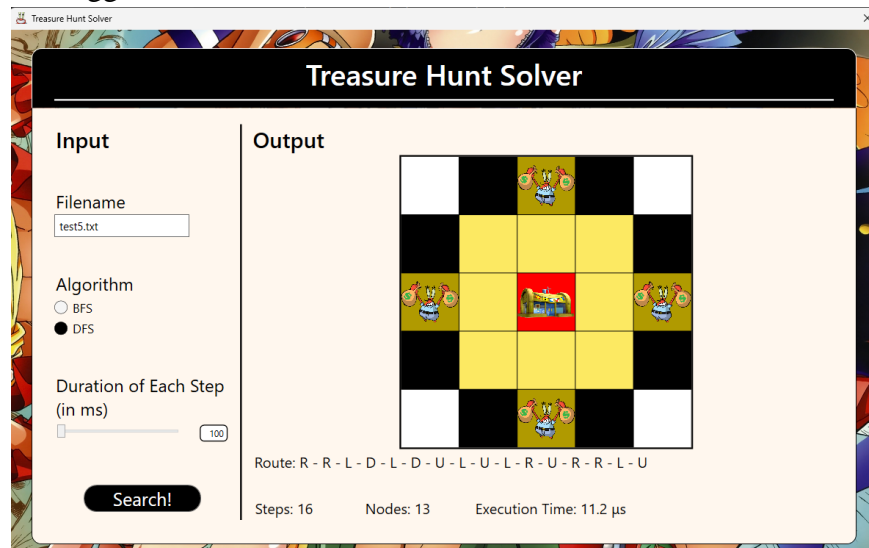 Treasure Hunt Solver
Treasure Hunt Solver
Input
Output
Filename
test5.txt
Algorithm
BFS
DFS
Duration of Each Step
(in ms)
100
Search!
Route: R - R - L - D - L - D - U - L - U - L - R - U - R - R - L - U
Steps: 16
Nodes: 13
Execution Time: 11.2 μs